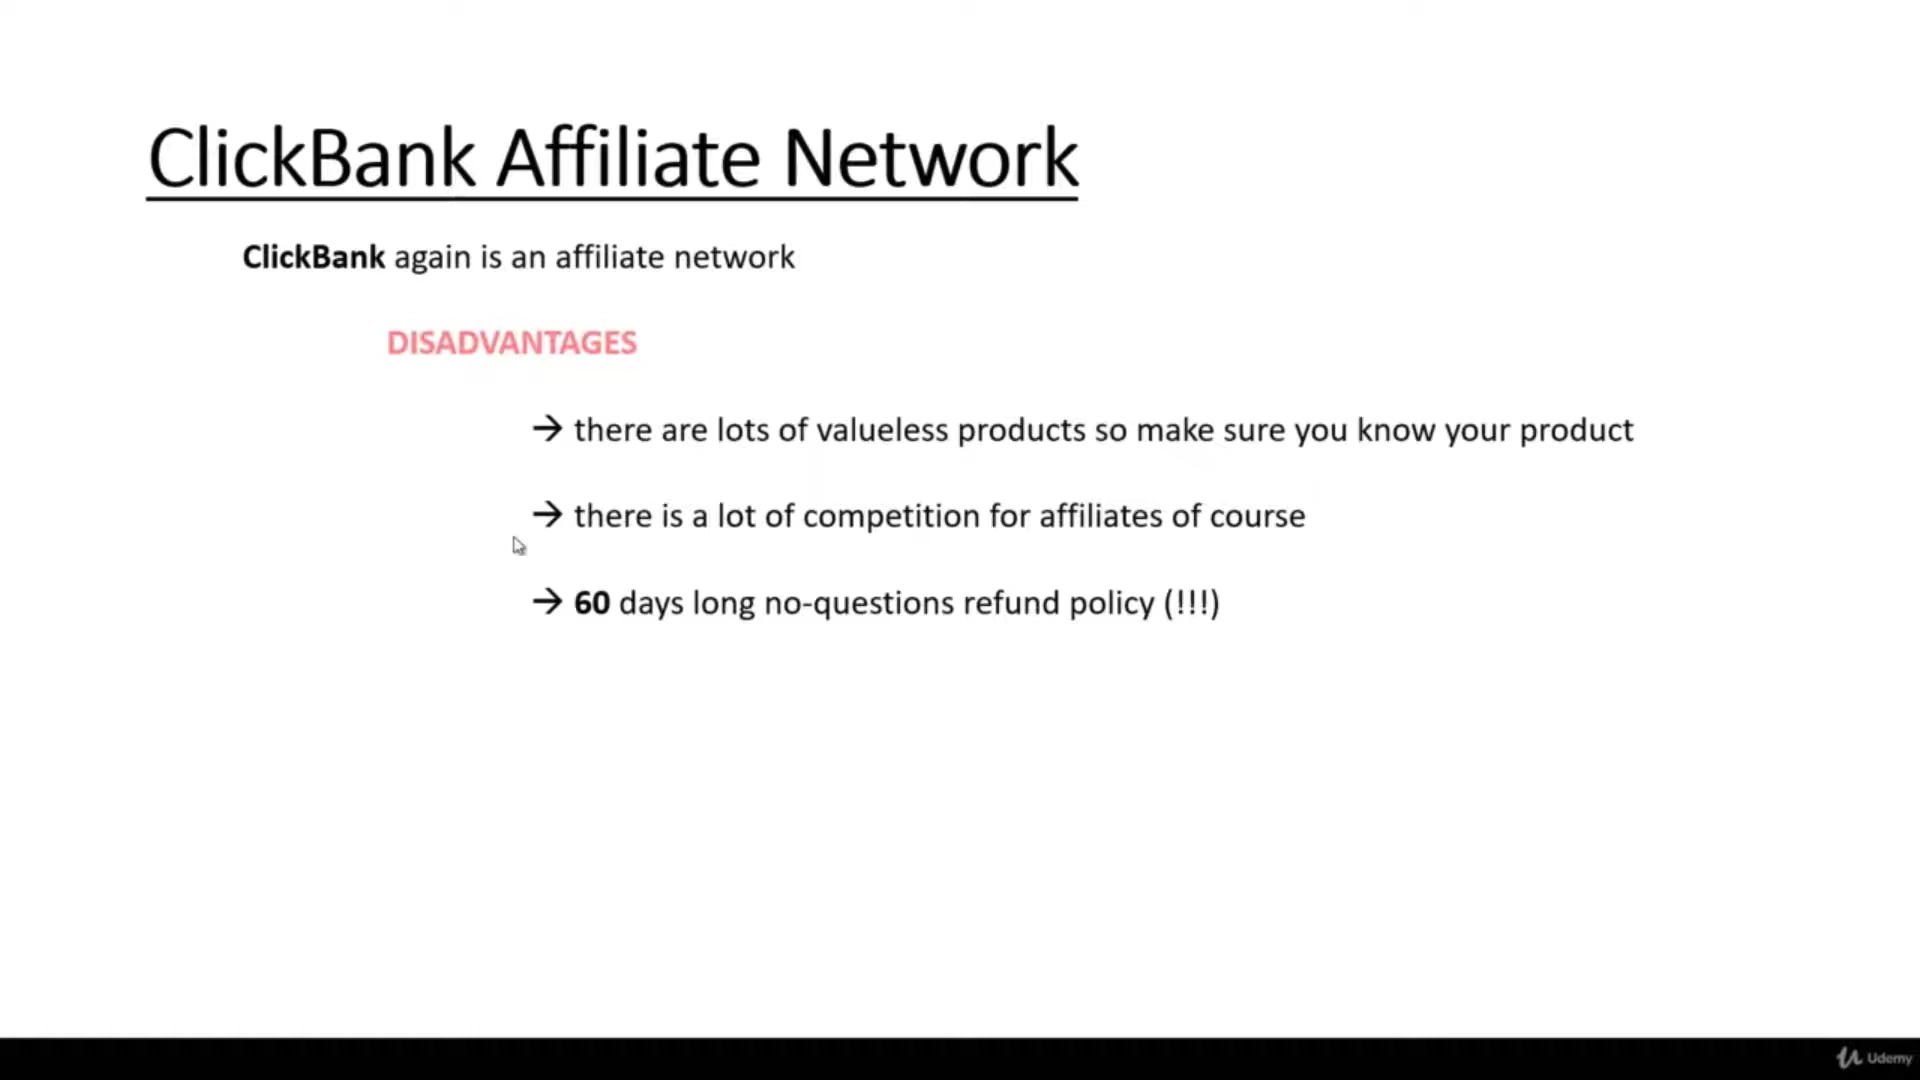 ClickBank Affiliate Network
ClickBank again is an affiliate network
DISADVANTAGES
→ there are lots of valueless products so make sure you know your product
→ there is a lot of competition for affiliates of course
→ 60 days long no-questions refund policy (!!!)
Udemy